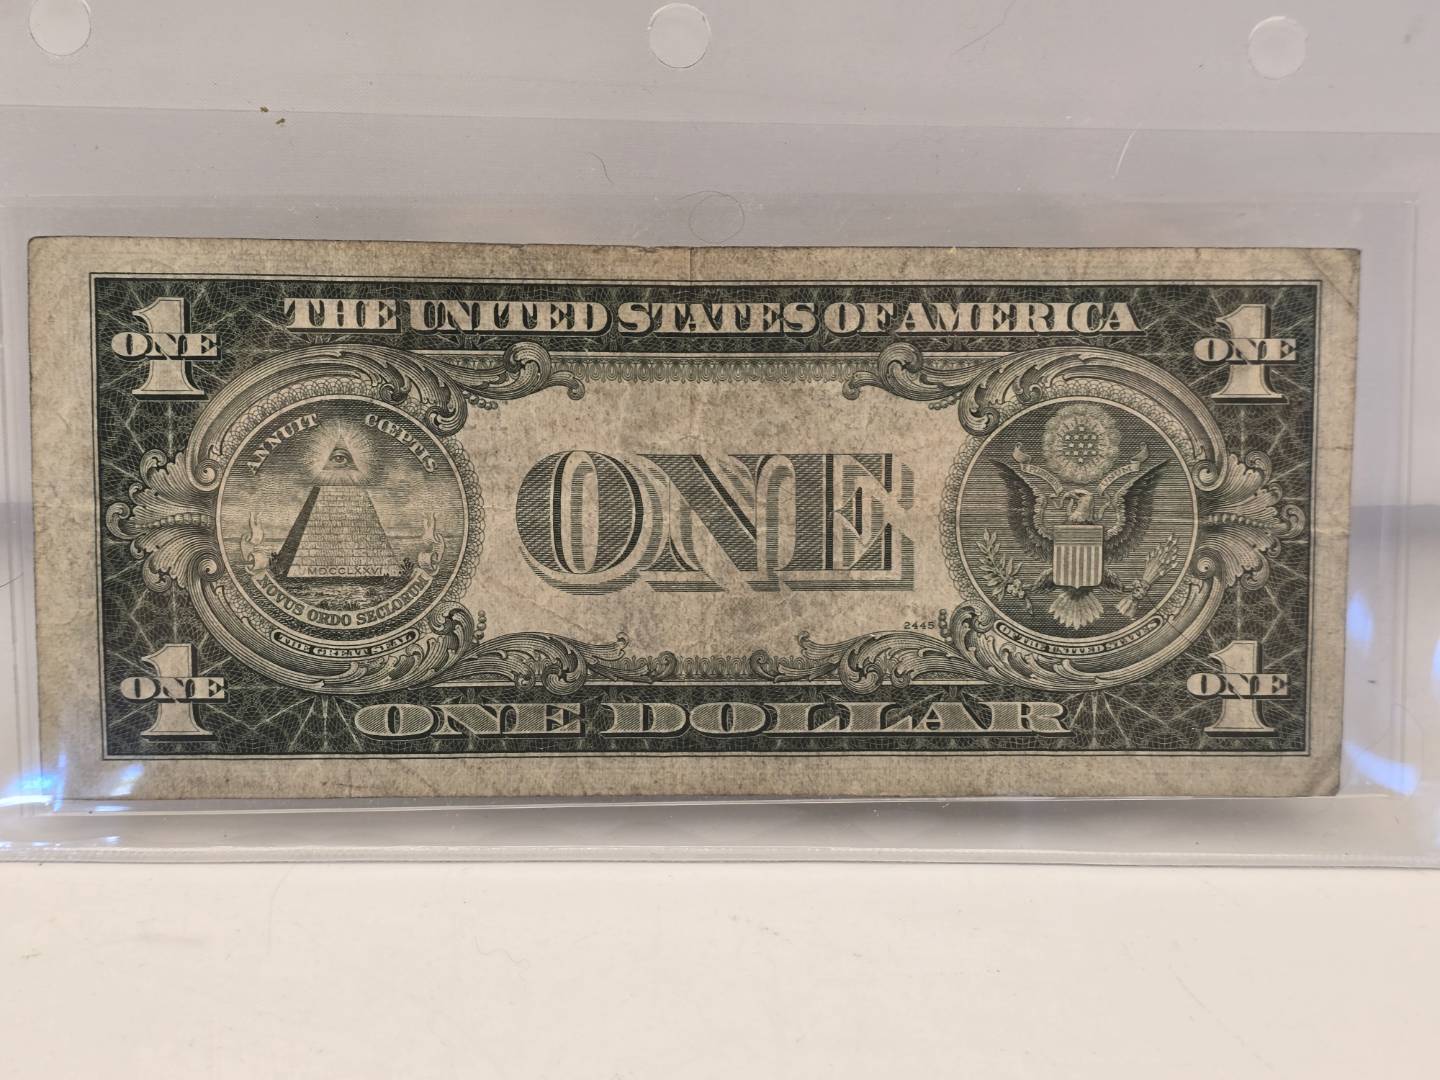 THE UNITED STATES OF AMERICA
1
ONE
1
ONE
ANNUIT CŒPTIS
MDCCLXXVI
NOVUS ORDO SECLORUM
THE GREAT SEAL
ONE
2445
OF THE UNITED STATES
1
ONE
1
ONE
ONE DOLLAR